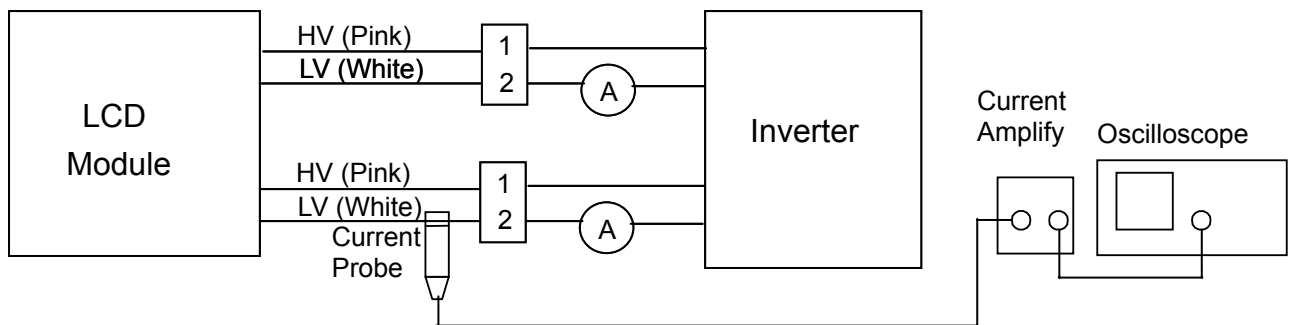 HV (Pink)
1
LV (White)
2
A
LCD
Module
Inverter
HV (Pink)
1
LV (White)
2
A
Current
Probe
Current
Amplify
Oscilloscope